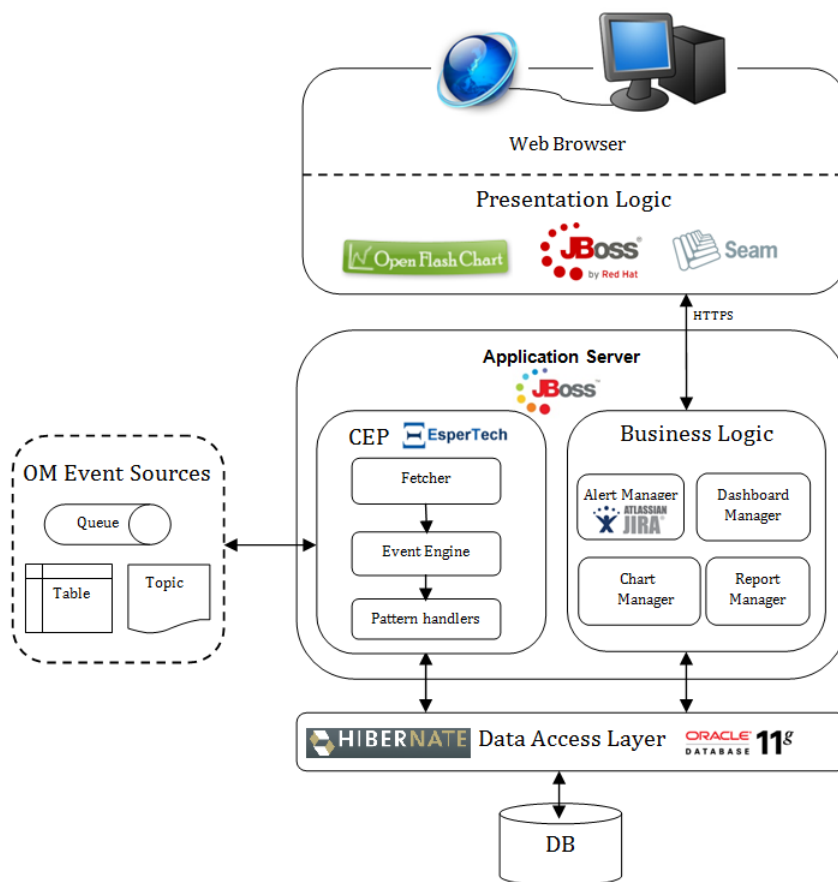 Web Browser
Presentation Logic
Open Flash Chart
JBoss®
by Red Hat
Seam
HTTPS
Application Server
JBoss™
CEP
EsperTech
Business Logic
Fetcher
Event Engine
Pattern handlers
Alert Manager
ATLASSIAN
JIRA®
Dashboard
Manager
Chart
Manager
Report
Manager
OM Event Sources
Queue
Table
Topic
HIBERNATE
Data Access Layer
ORACLE®
DATABASE
11g
DB